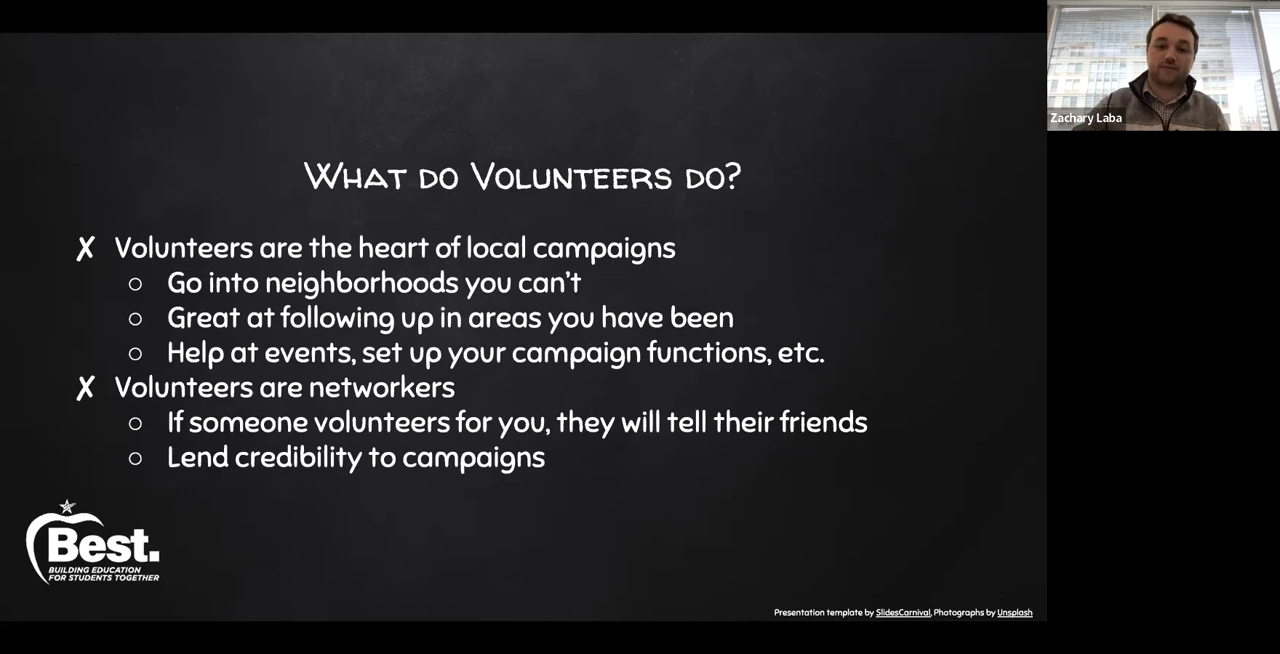 What do Volunteers do?
✗ Volunteers are the heart of local campaigns
○ Go into neighborhoods you can't
○ Great at following up in areas you have been
○ Help at events, set up your campaign functions, etc.
✗ Volunteers are networkers
○ If someone volunteers for you, they will tell their friends
○ Lend credibility to campaigns
Best.
BUILDING EDUCATION
FOR STUDENTS TOGETHER
Presentation template by SlidesCarnival, Photographs by Unsplash
Zachary Laba